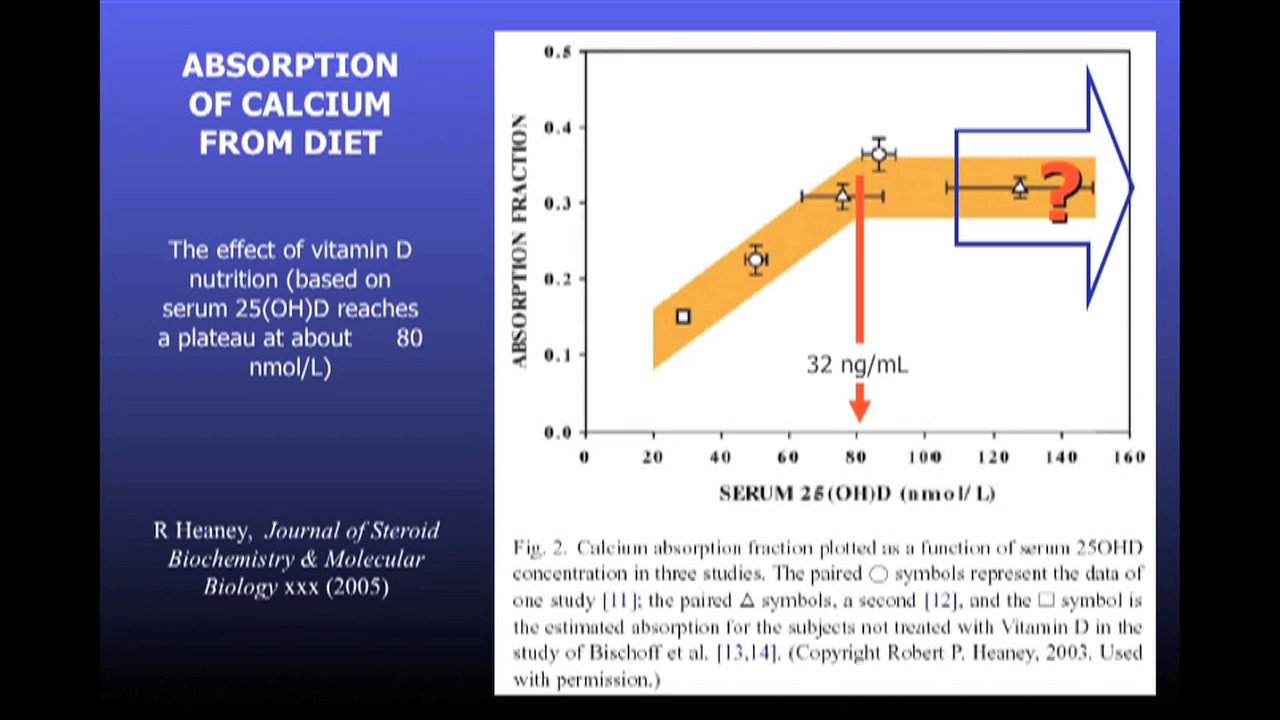 ABSORPTION
OF CALCIUM
FROM DIET
The effect of vitamin D
nutrition (based on
serum 25(OH)D reaches
a plateau at about 80
nmol/L)
R Heaney, Journal of Steroid
Biochemistry & Molecular
Biology xxx (2005)
ABSORPTION FRACTION
0.5
0.4
0.3
0.2
0.1
0.0
?
32 ng/mL
0 20 40 60 80 100 120 140 160
SERUM 25(OH)D (nmol/ L)
Fig. 2. Calcium absorption fraction plotted as a function of serum 25OHD
concentration in three studies. The paired ○ symbols represent the data of
one study [11]; the paired △ symbols, a second [12], and the □ symbol is
the estimated absorption for the subjects not treated with Vitamin D in the
study of Bischoff et al. [13,14]. (Copyright Robert P. Heaney, 2003. Used
with permission.)